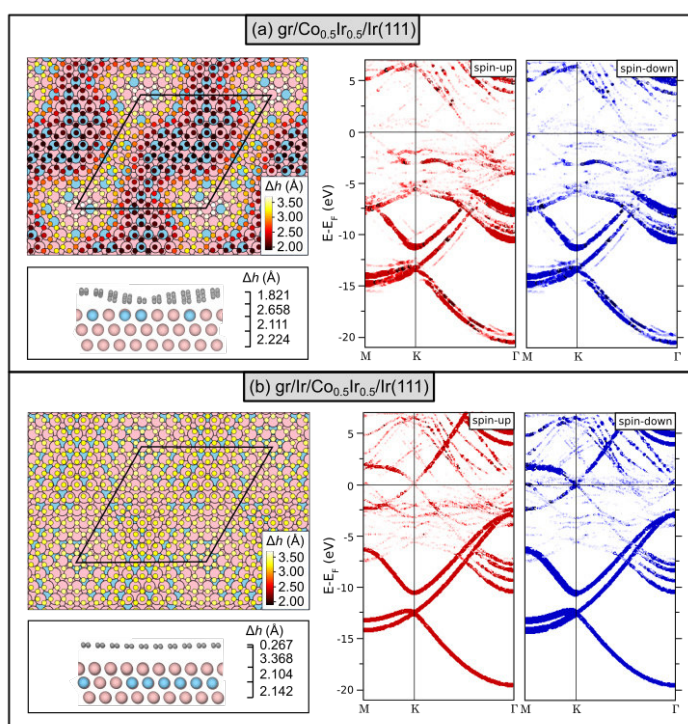 (a) gr/Co0.5Ir0.5/Ir(111)
Δh (Å)
3.50
3.00
2.50
2.00
Δh (Å)
1.821
2.658
2.111
2.224
spin-up
spin-down
E-EF (eV)
5
0
-5
-10
-15
-20
M K Γ
M K Γ
(b) gr/Ir/Co0.5Ir0.5/Ir(111)
Δh (Å)
3.50
3.00
2.50
2.00
Δh (Å)
0.267
3.368
2.104
2.142
spin-up
spin-down
E-EF (eV)
5
0
-5
-10
-15
-20
M K Γ
M K Γ